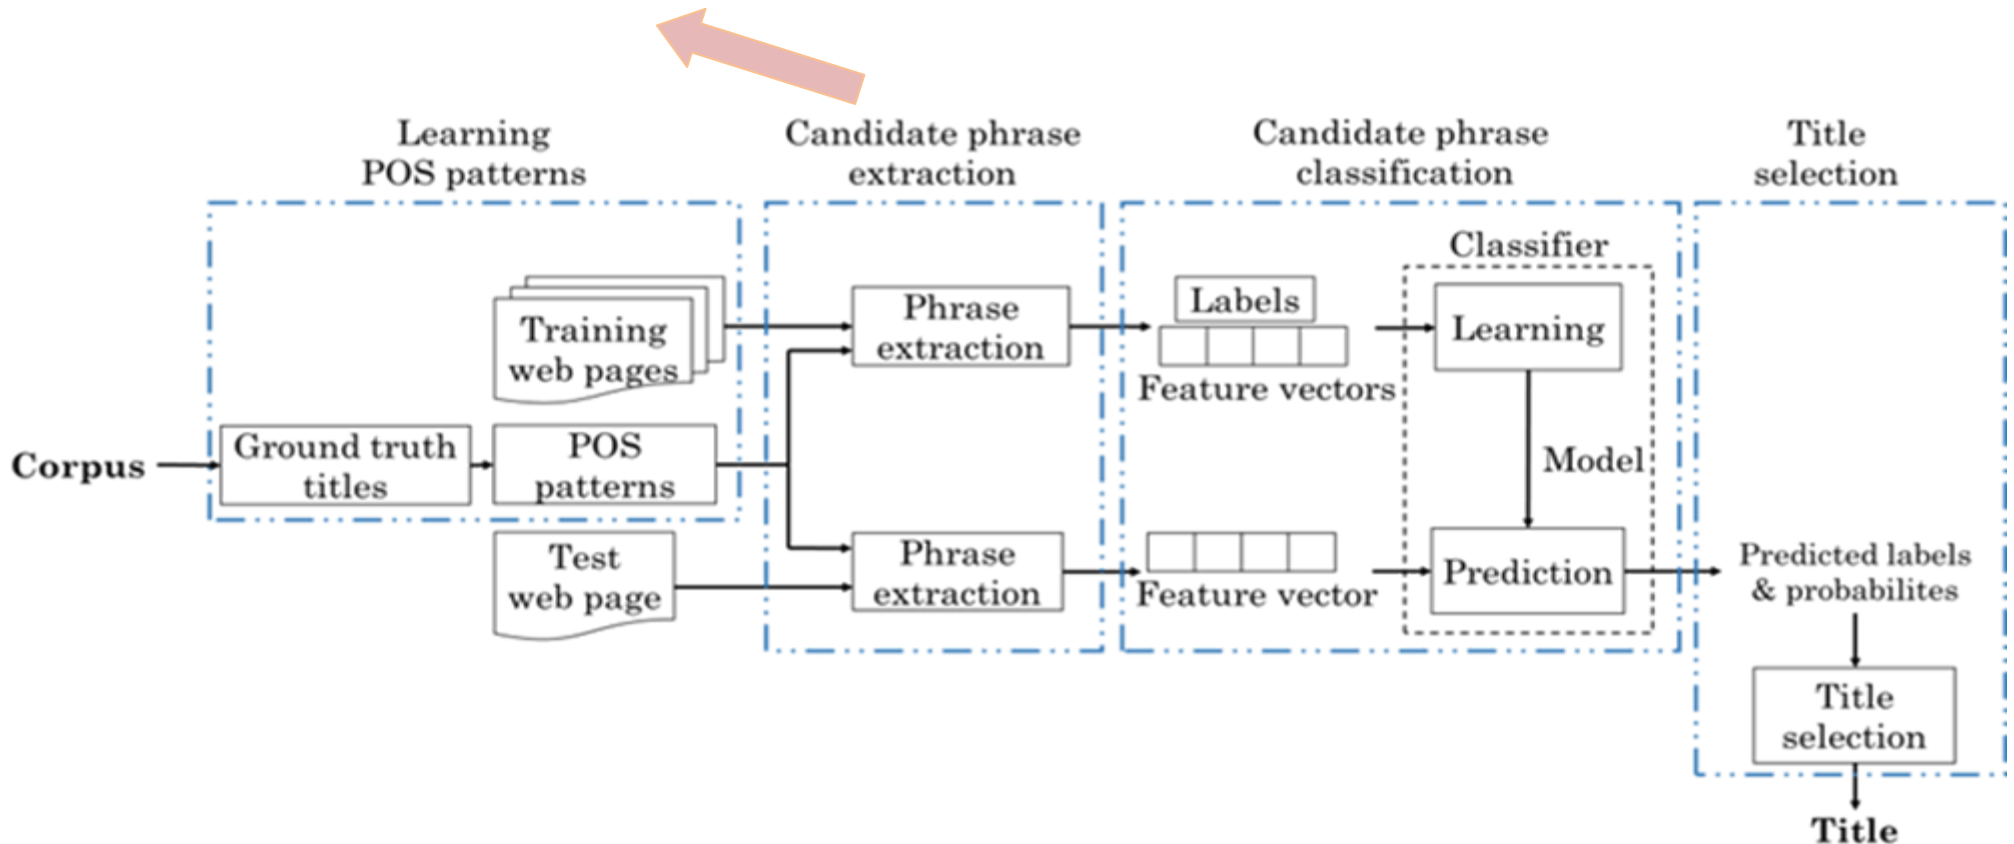 Learning
POS patterns
Candidate phrase
extraction
Candidate phrase
classification
Title
selection
Training
web pages
Corpus
Ground truth
titles
POS
patterns
Test
web page
Phrase
extraction
Phrase
extraction
Labels
Feature vectors
Feature vector
Classifier
Learning
Model
Prediction
Predicted labels
& probabilites
Title
selection
Title